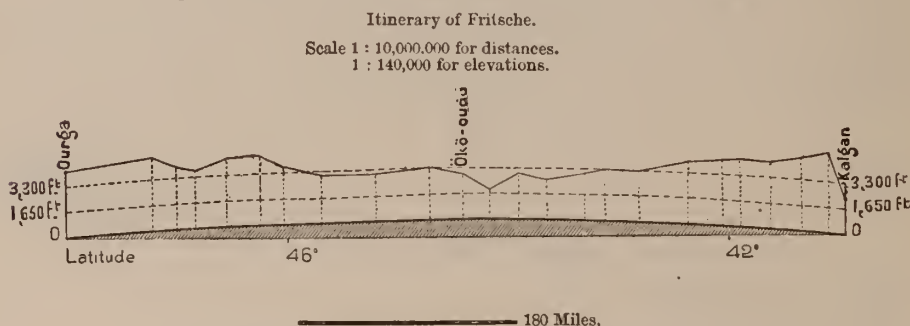 Itinerary of Fritsche.
Scale 1 : 10,000.000 for distances.
1 : 140,000 for elevations.
Ourga
Ökö-oudu
Kalgan
3,300 ft
3,300 ft
1,650 ft
1,650 ft
0
0
Latitude
46°
42°
180 Miles.